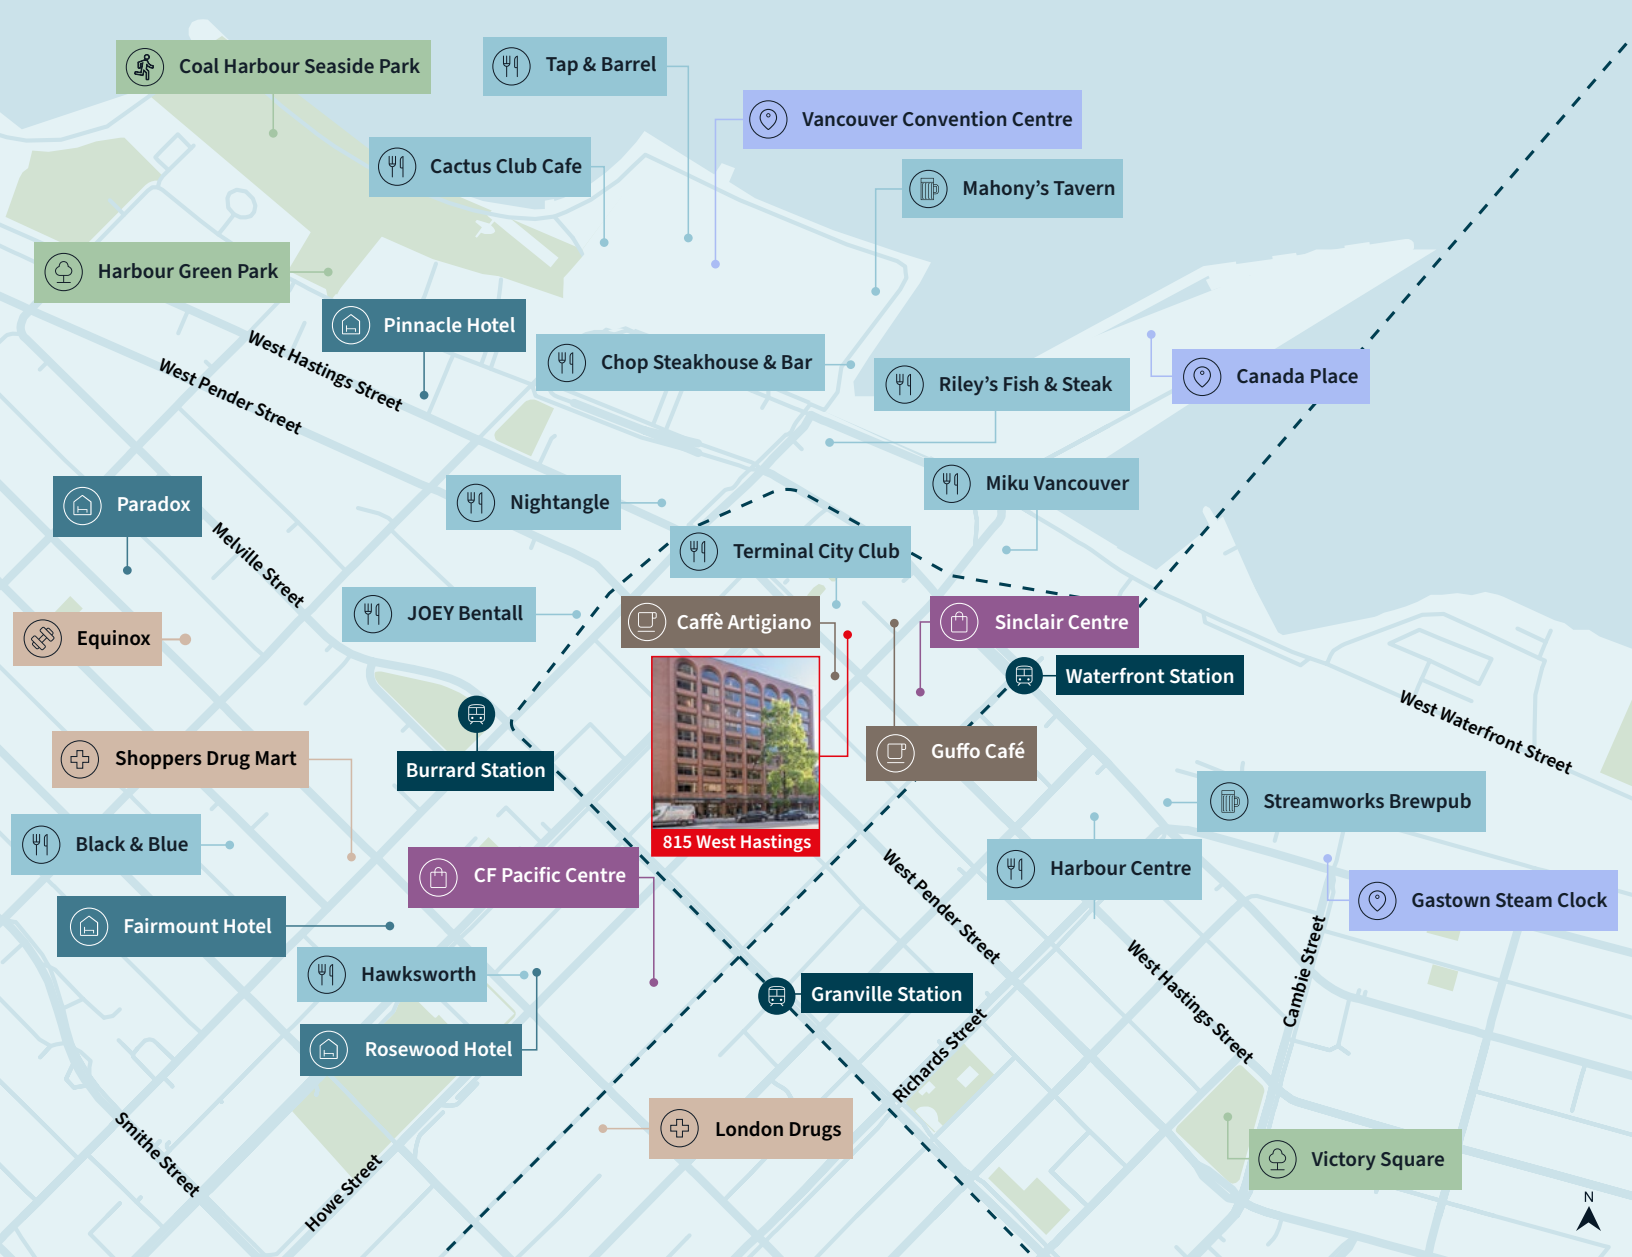 Coal Harbour Seaside Park
Tap & Barrel
Vancouver Convention Centre
Cactus Club Cafe
Mahony’s Tavern
Harbour Green Park
Pinnacle Hotel
West Hastings Street
West Pender Street
Chop Steakhouse & Bar
Riley’s Fish & Steak
Canada Place
Miku Vancouver
Nightangle
Paradox
Melville Street
Terminal City Club
JOEY Bentall
Caffè Artigiano
Sinclair Centre
Equinox
Waterfront Station
West Waterfront Street
Shoppers Drug Mart
Burrard Station
Guffo Café
Streamworks Brewpub
815 West Hastings
Black & Blue
CF Pacific Centre
West Pender Street
Harbour Centre
Gastown Steam Clock
Fairmount Hotel
Hawksworth
West Hastings Street
Cambie Street
Granville Station
Rosewood Hotel
Richards Street
London Drugs
Smithe Street
Howe Street
Victory Square
N